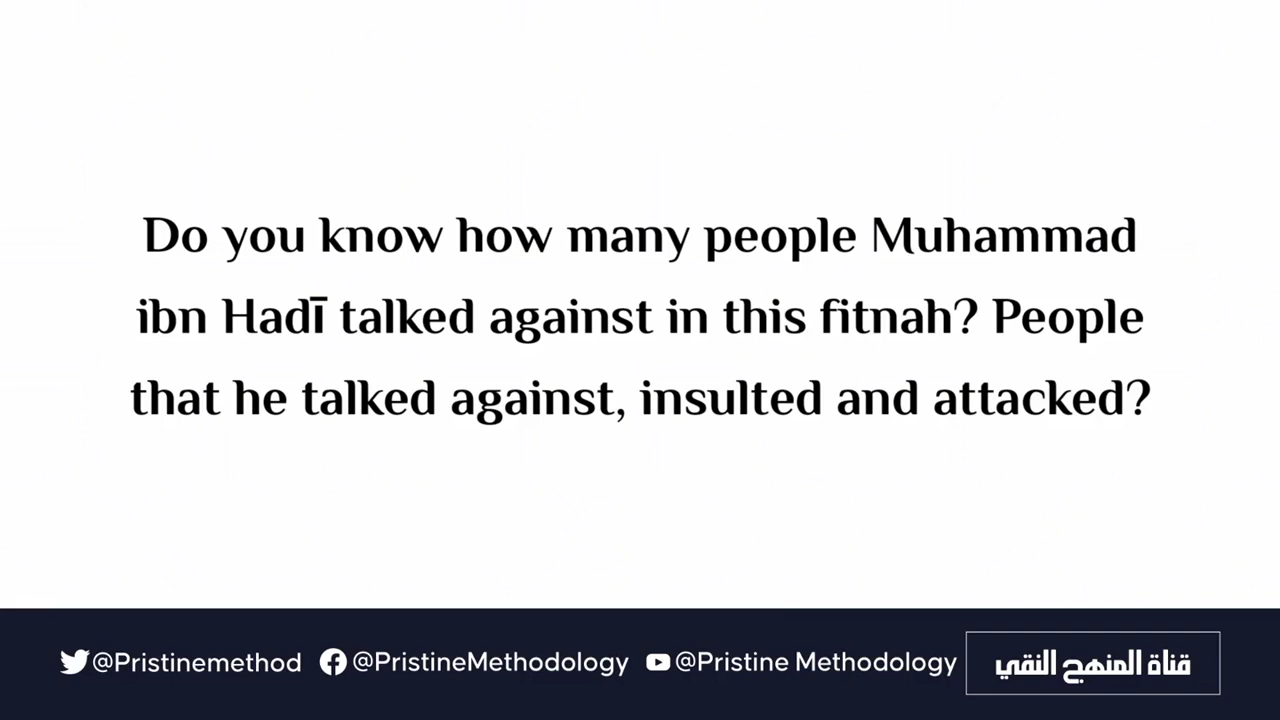 Do you know how many people Muhammad
ibn Hadī talked against in this fitnah? People
that he talked against, insulted and attacked?
@Pristinemethod @PristineMethodology @Pristine Methodology قناة المنهج النقي